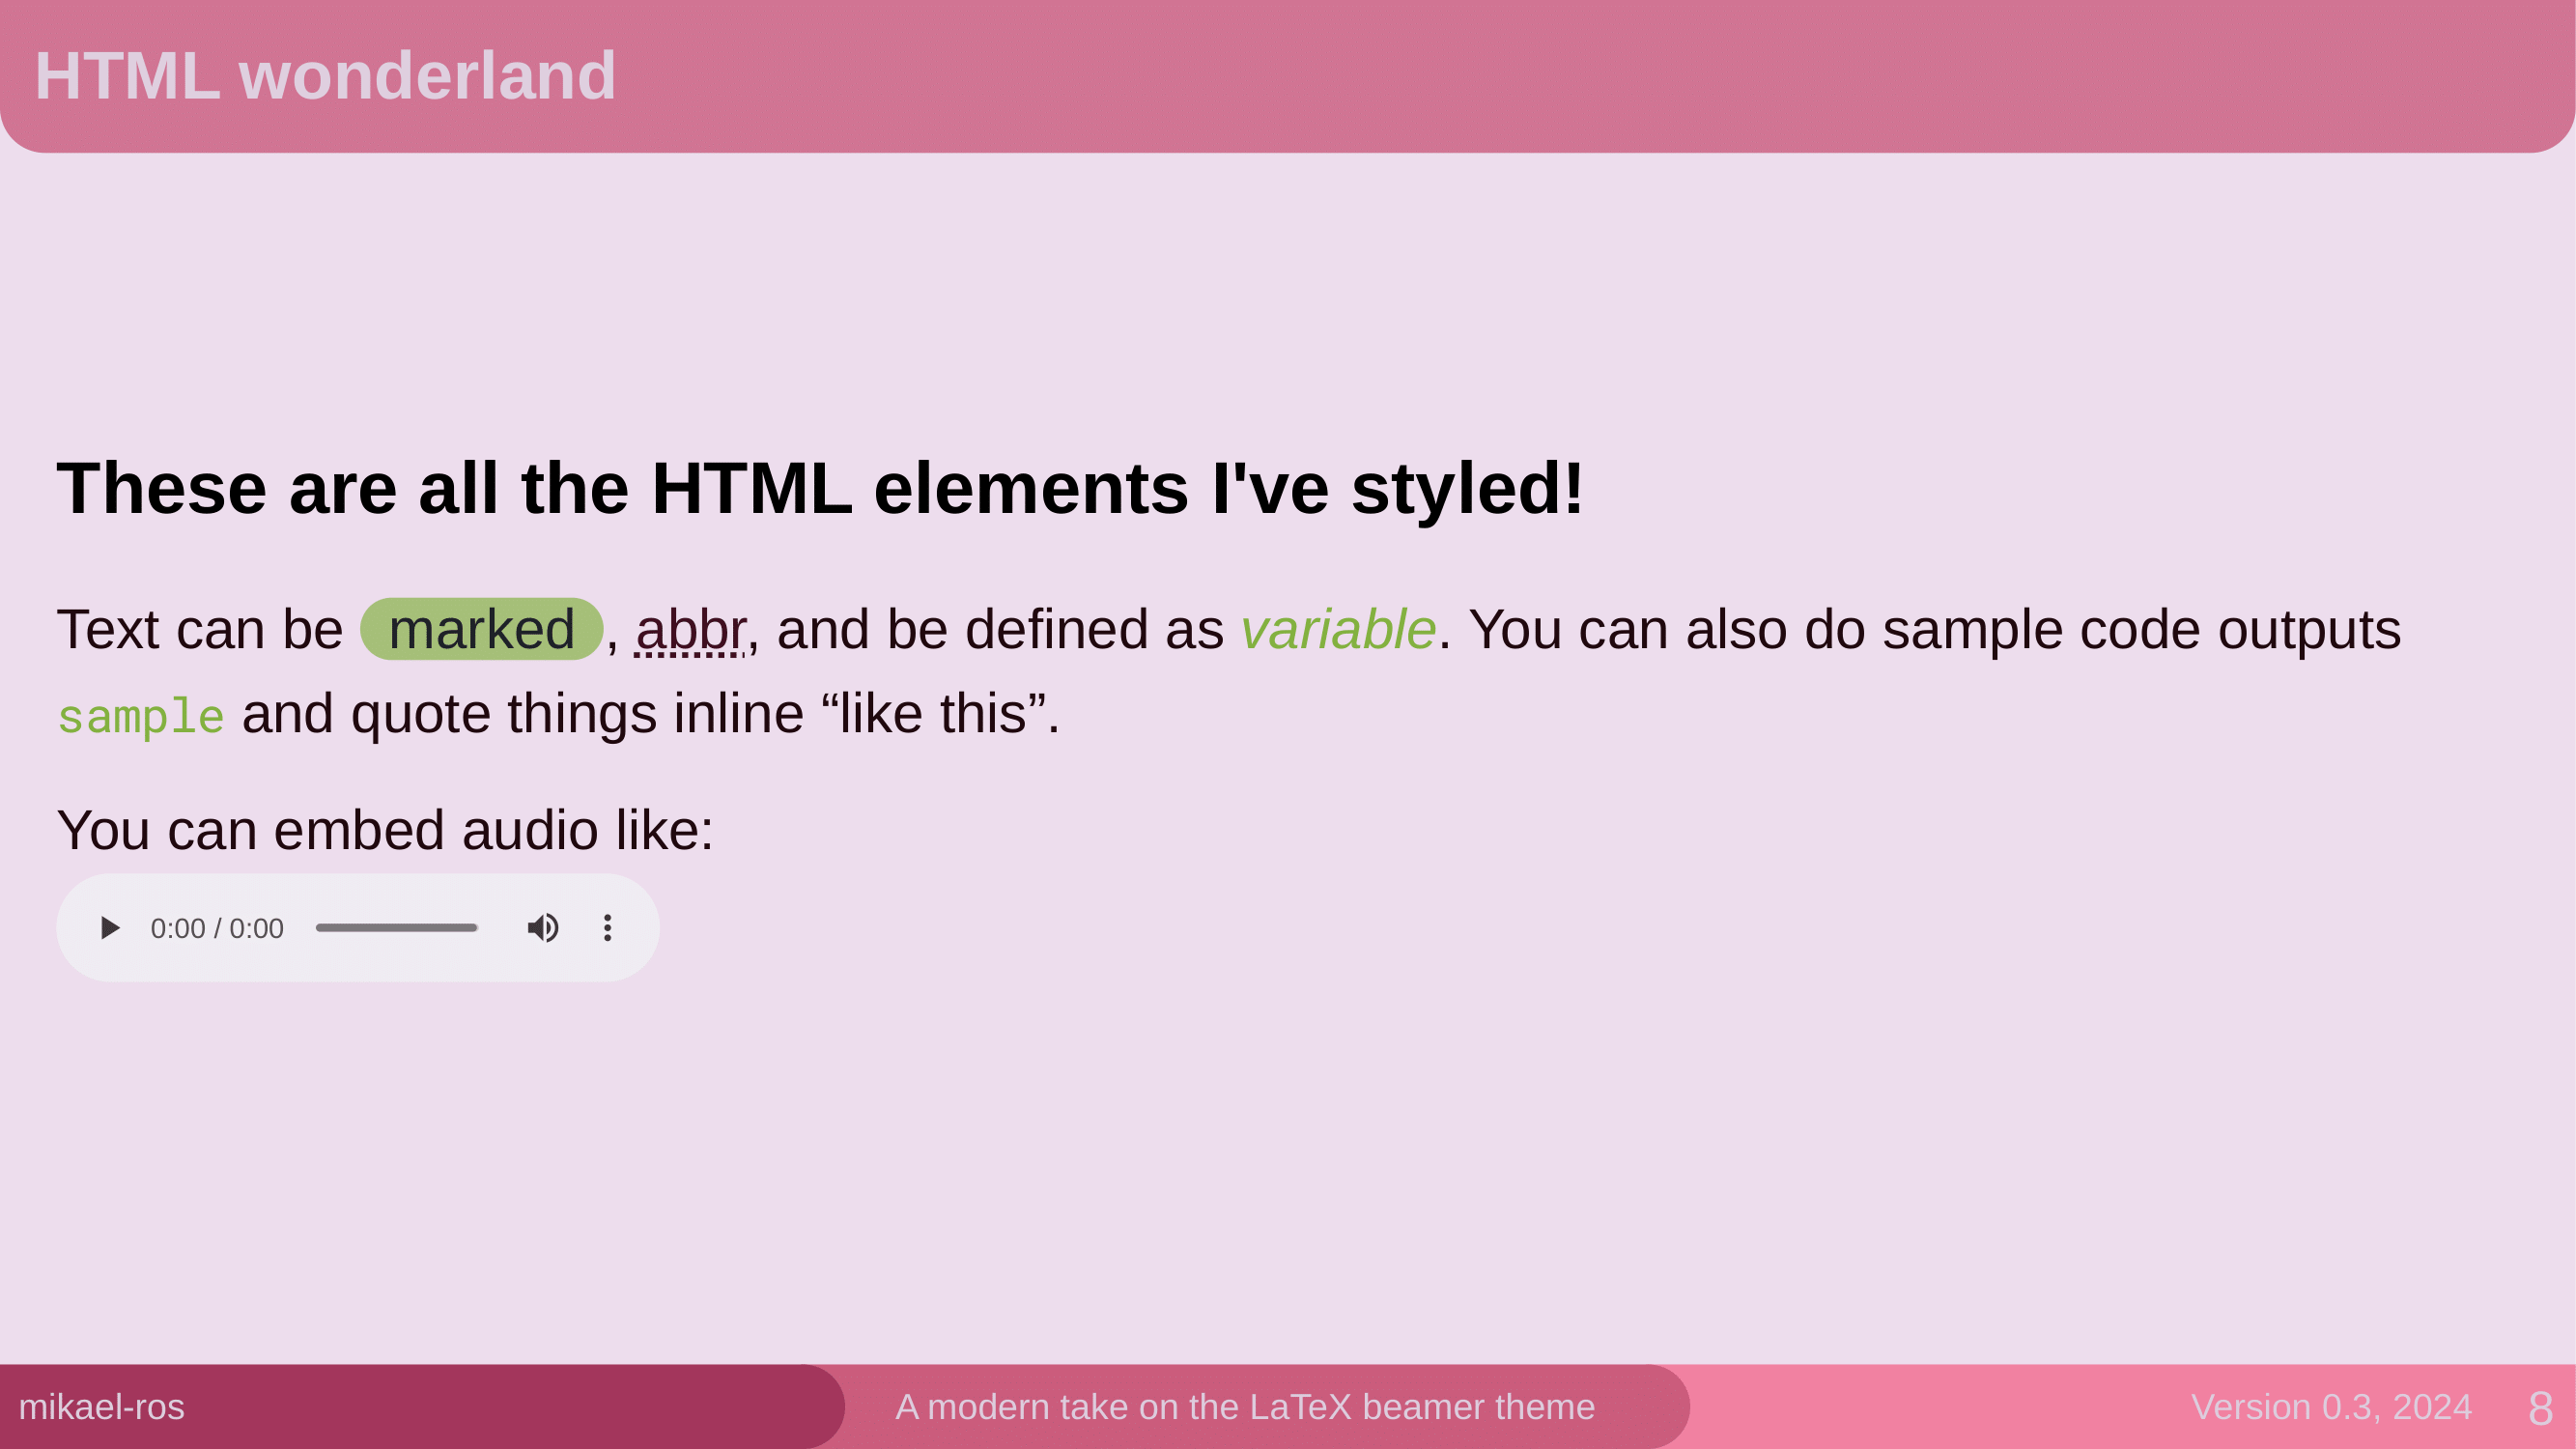 HTML wonderland
These are all the HTML elements I've styled!
Text can be marked, abbr, and be defined as variable. You can also do sample code outputs
sample and quote things inline “like this”.
You can embed audio like:
0:00 / 0:00
mikael-ros
A modern take on the LaTeX beamer theme
Version 0.3, 2024
8